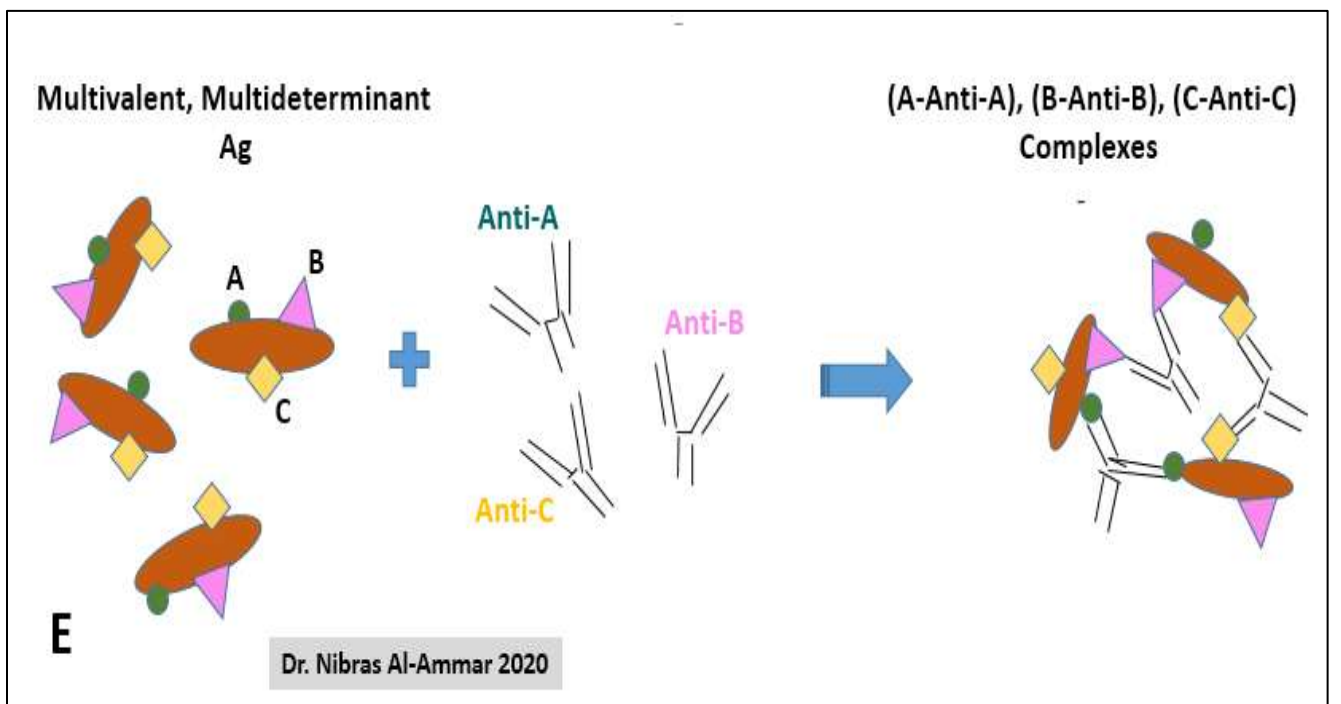 Multivalent, Multideterminant
Ag
(A-Anti-A), (B-Anti-B), (C-Anti-C)
Complexes
Anti-A
A
B
Anti-B
C
Anti-C
E
Dr. Nibras Al-Ammar 2020